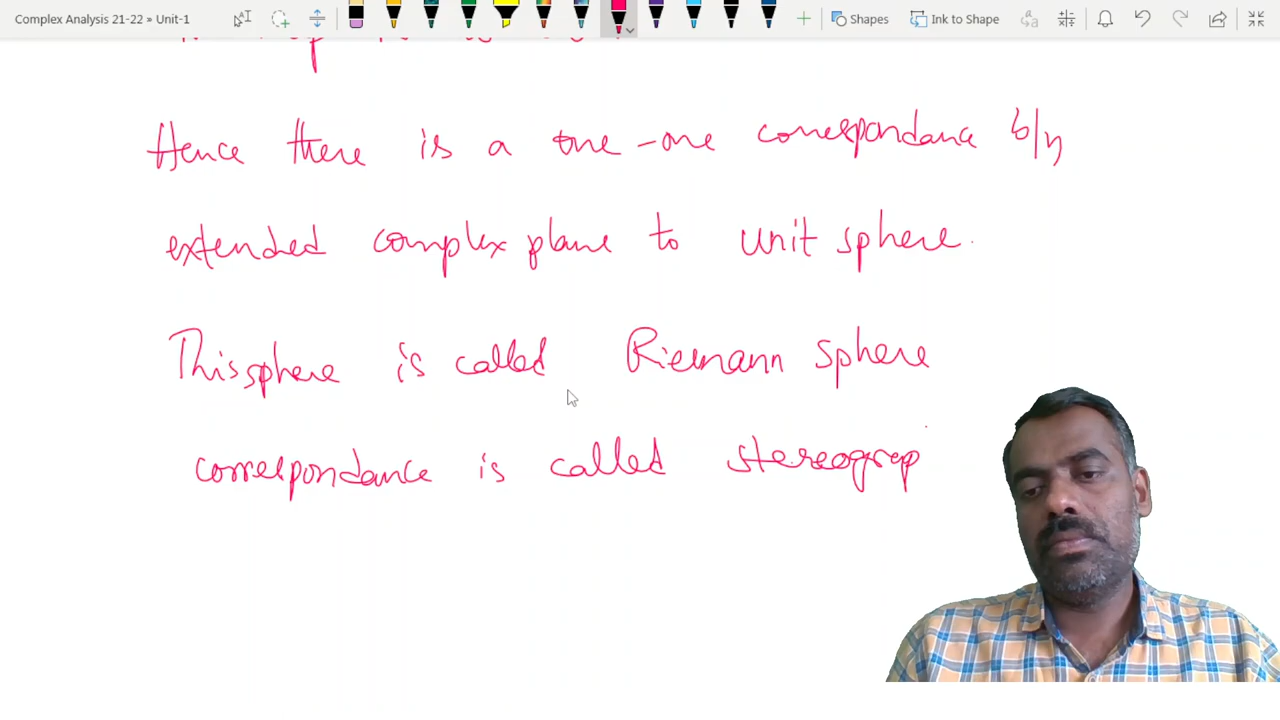 Complex Analysis 21-22 » Unit-1
Shapes
Ink to Shape
Hence there is a one-one correspondance b/n
extended complex plane to unit sphere.
This sphere is called Riemann sphere
correspondance is called stereograp